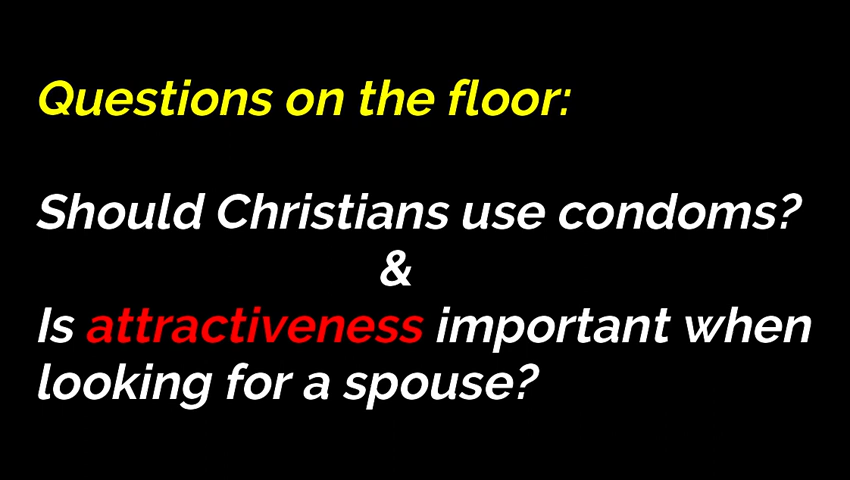 Questions on the floor:
Should Christians use condoms?
&
Is attractiveness important when
looking for a spouse?